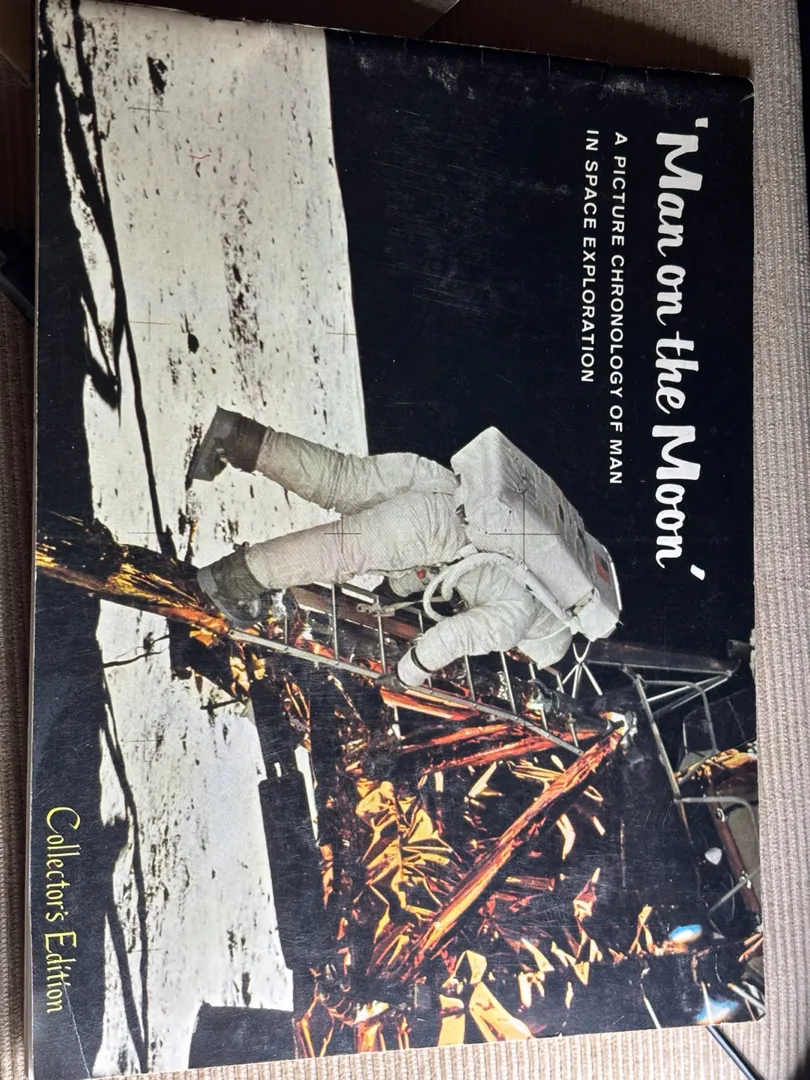 'Man on the Moon'
A PICTURE CHRONOLOGY OF MAN
IN SPACE EXPLORATION
Collector's Edition